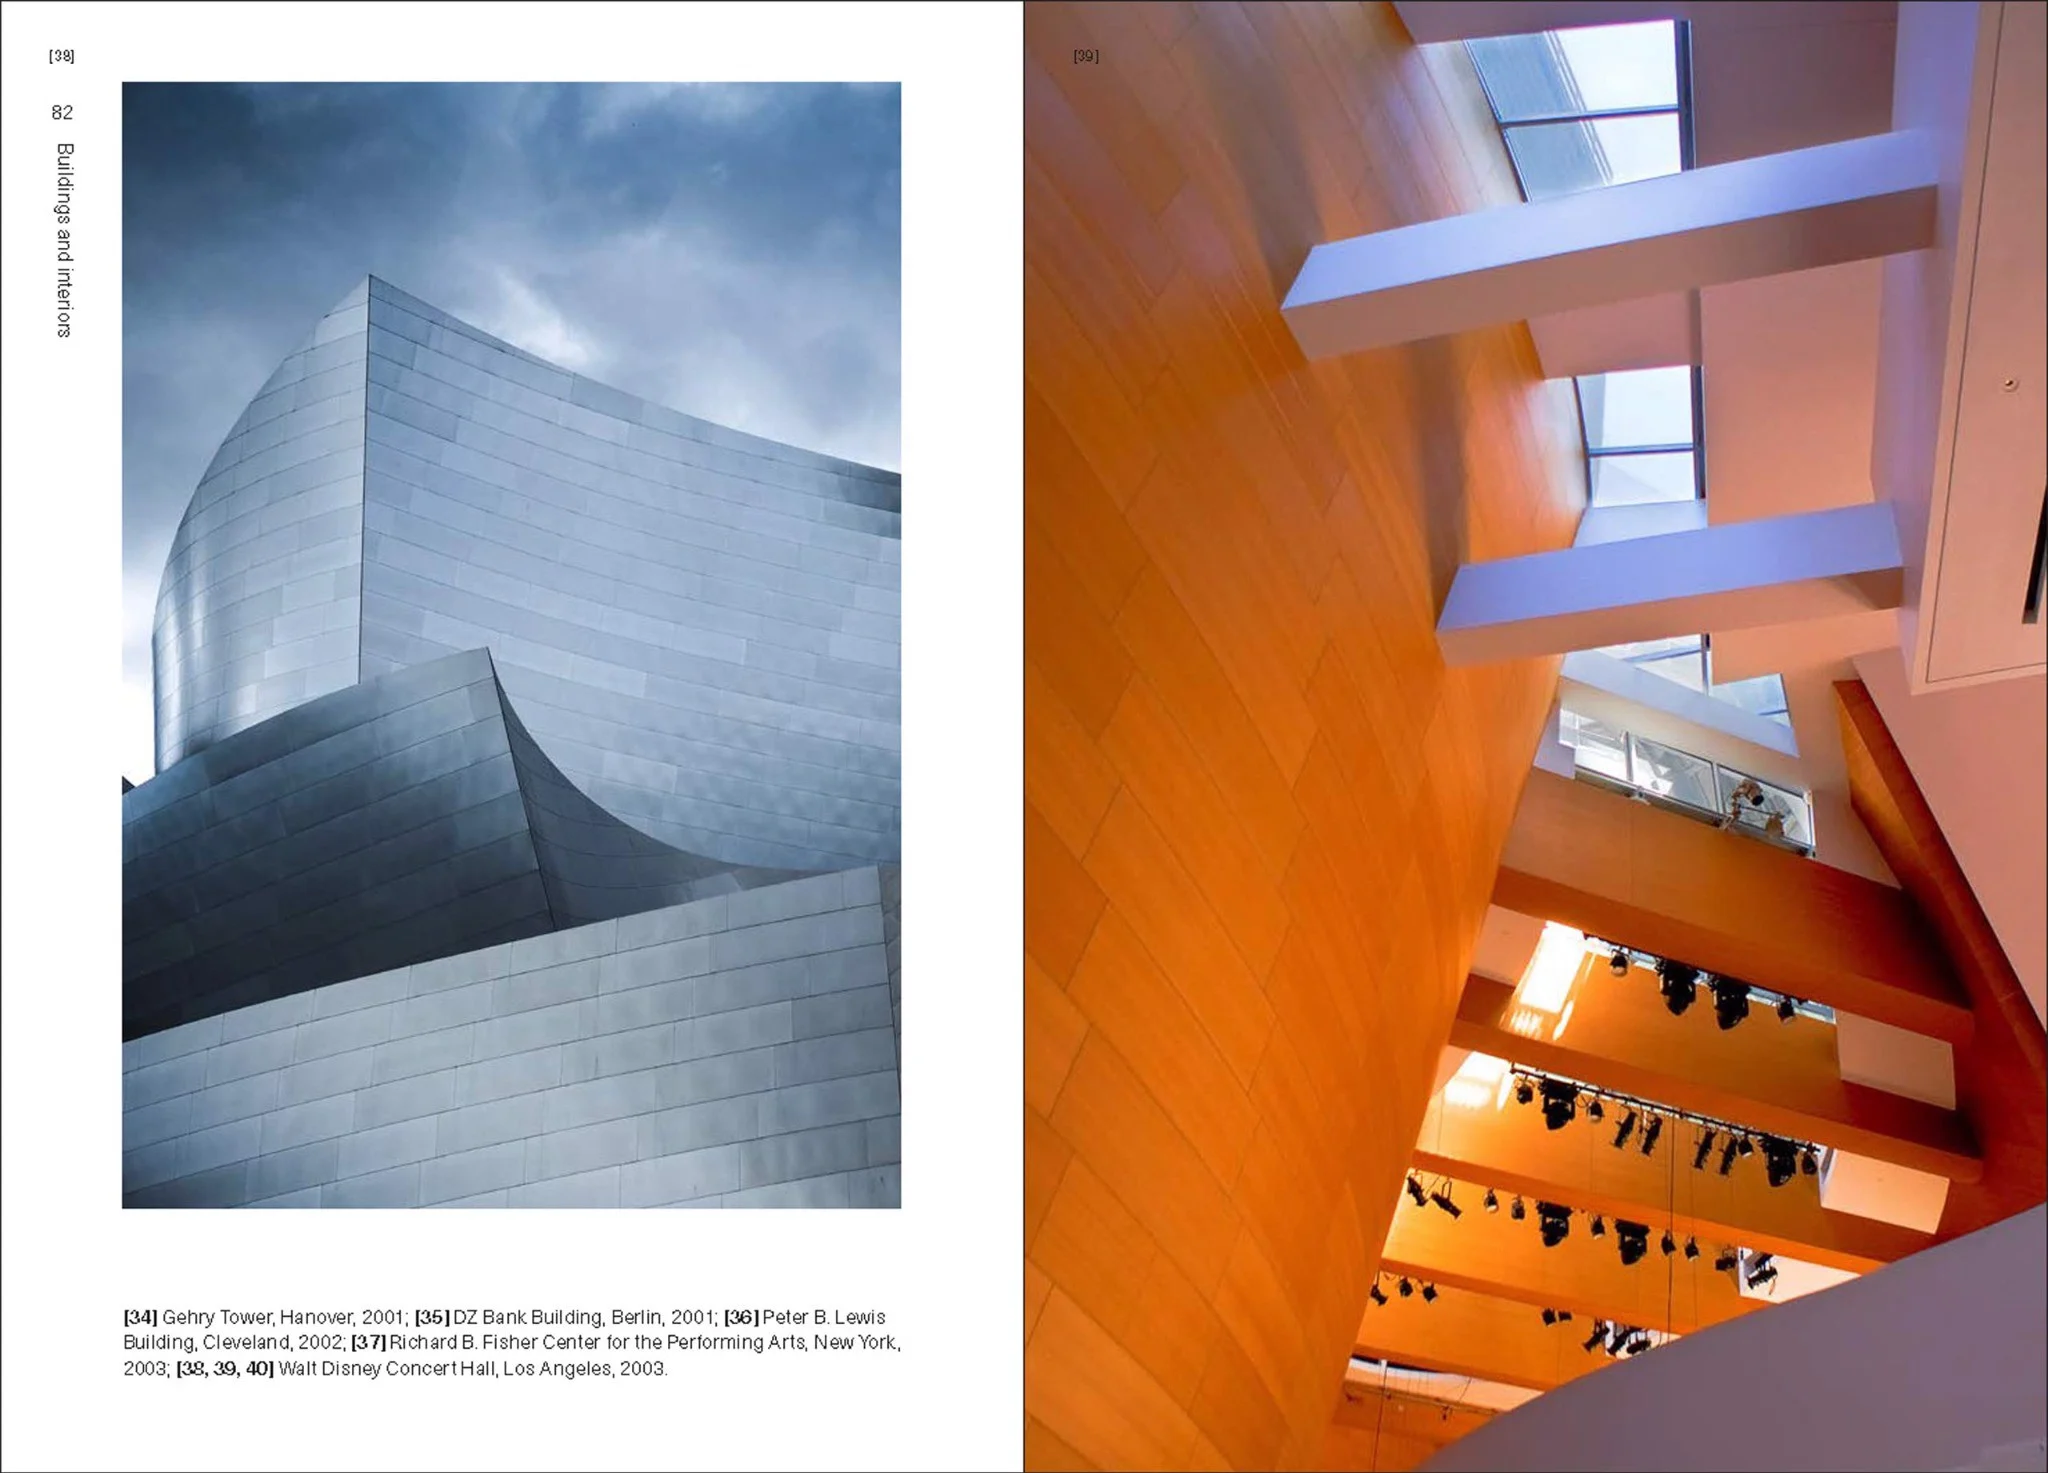 [38]
82 Buildings and interiors
[39]
[34] Gehry Tower, Hanover, 2001; [35] DZ Bank Building, Berlin, 2001; [36] Peter B. Lewis
Building, Cleveland, 2002; [37] Richard B. Fisher Center for the Performing Arts, New York,
2003; [38, 39, 40] Walt Disney Concert Hall, Los Angeles, 2003.